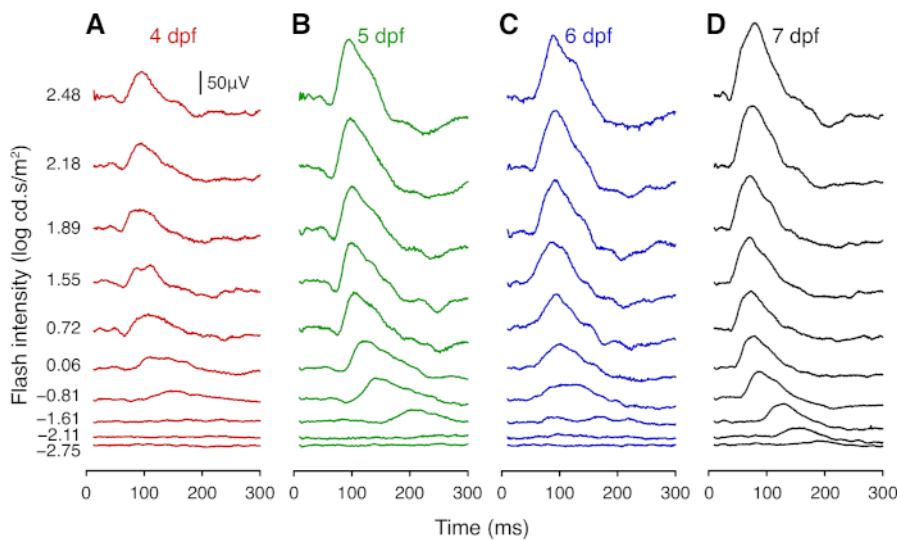 A
4 dpf
B
5 dpf
C
6 dpf
D
7 dpf
50µV
Flash intensity (log cd.s/m²)
2.48
2.18
1.89
1.55
0.72
0.06
−0.81
−1.61
−2.11
−2.75
0 100 200 300
0 100 200 300
0 100 200 300
0 100 200 300
Time (ms)